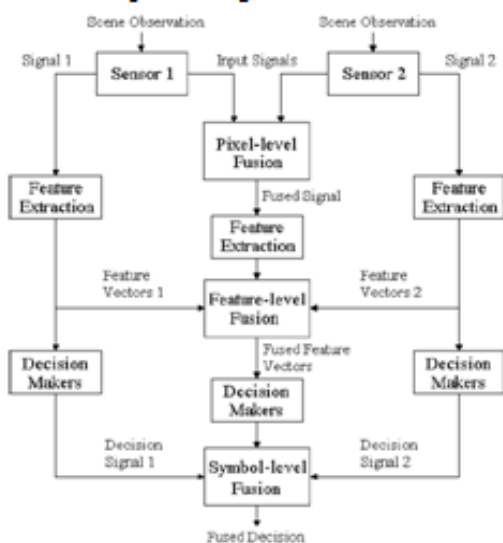 Scene Observation
Scene Observation
Signal 1
Sensor 1
Input Signals
Sensor 2
Signal 2
Pixel-level
Fusion
Fused Signal
Feature
Extraction
Feature
Extraction
Feature
Extraction
Feature
Vectors 1
Feature-level
Fusion
Feature
Vectors 2
Fused Feature
Vectors
Decision
Makers
Decision
Makers
Decision
Makers
Decision
Signal 1
Symbol-level
Fusion
Decision
Signal 2
Fused Decision